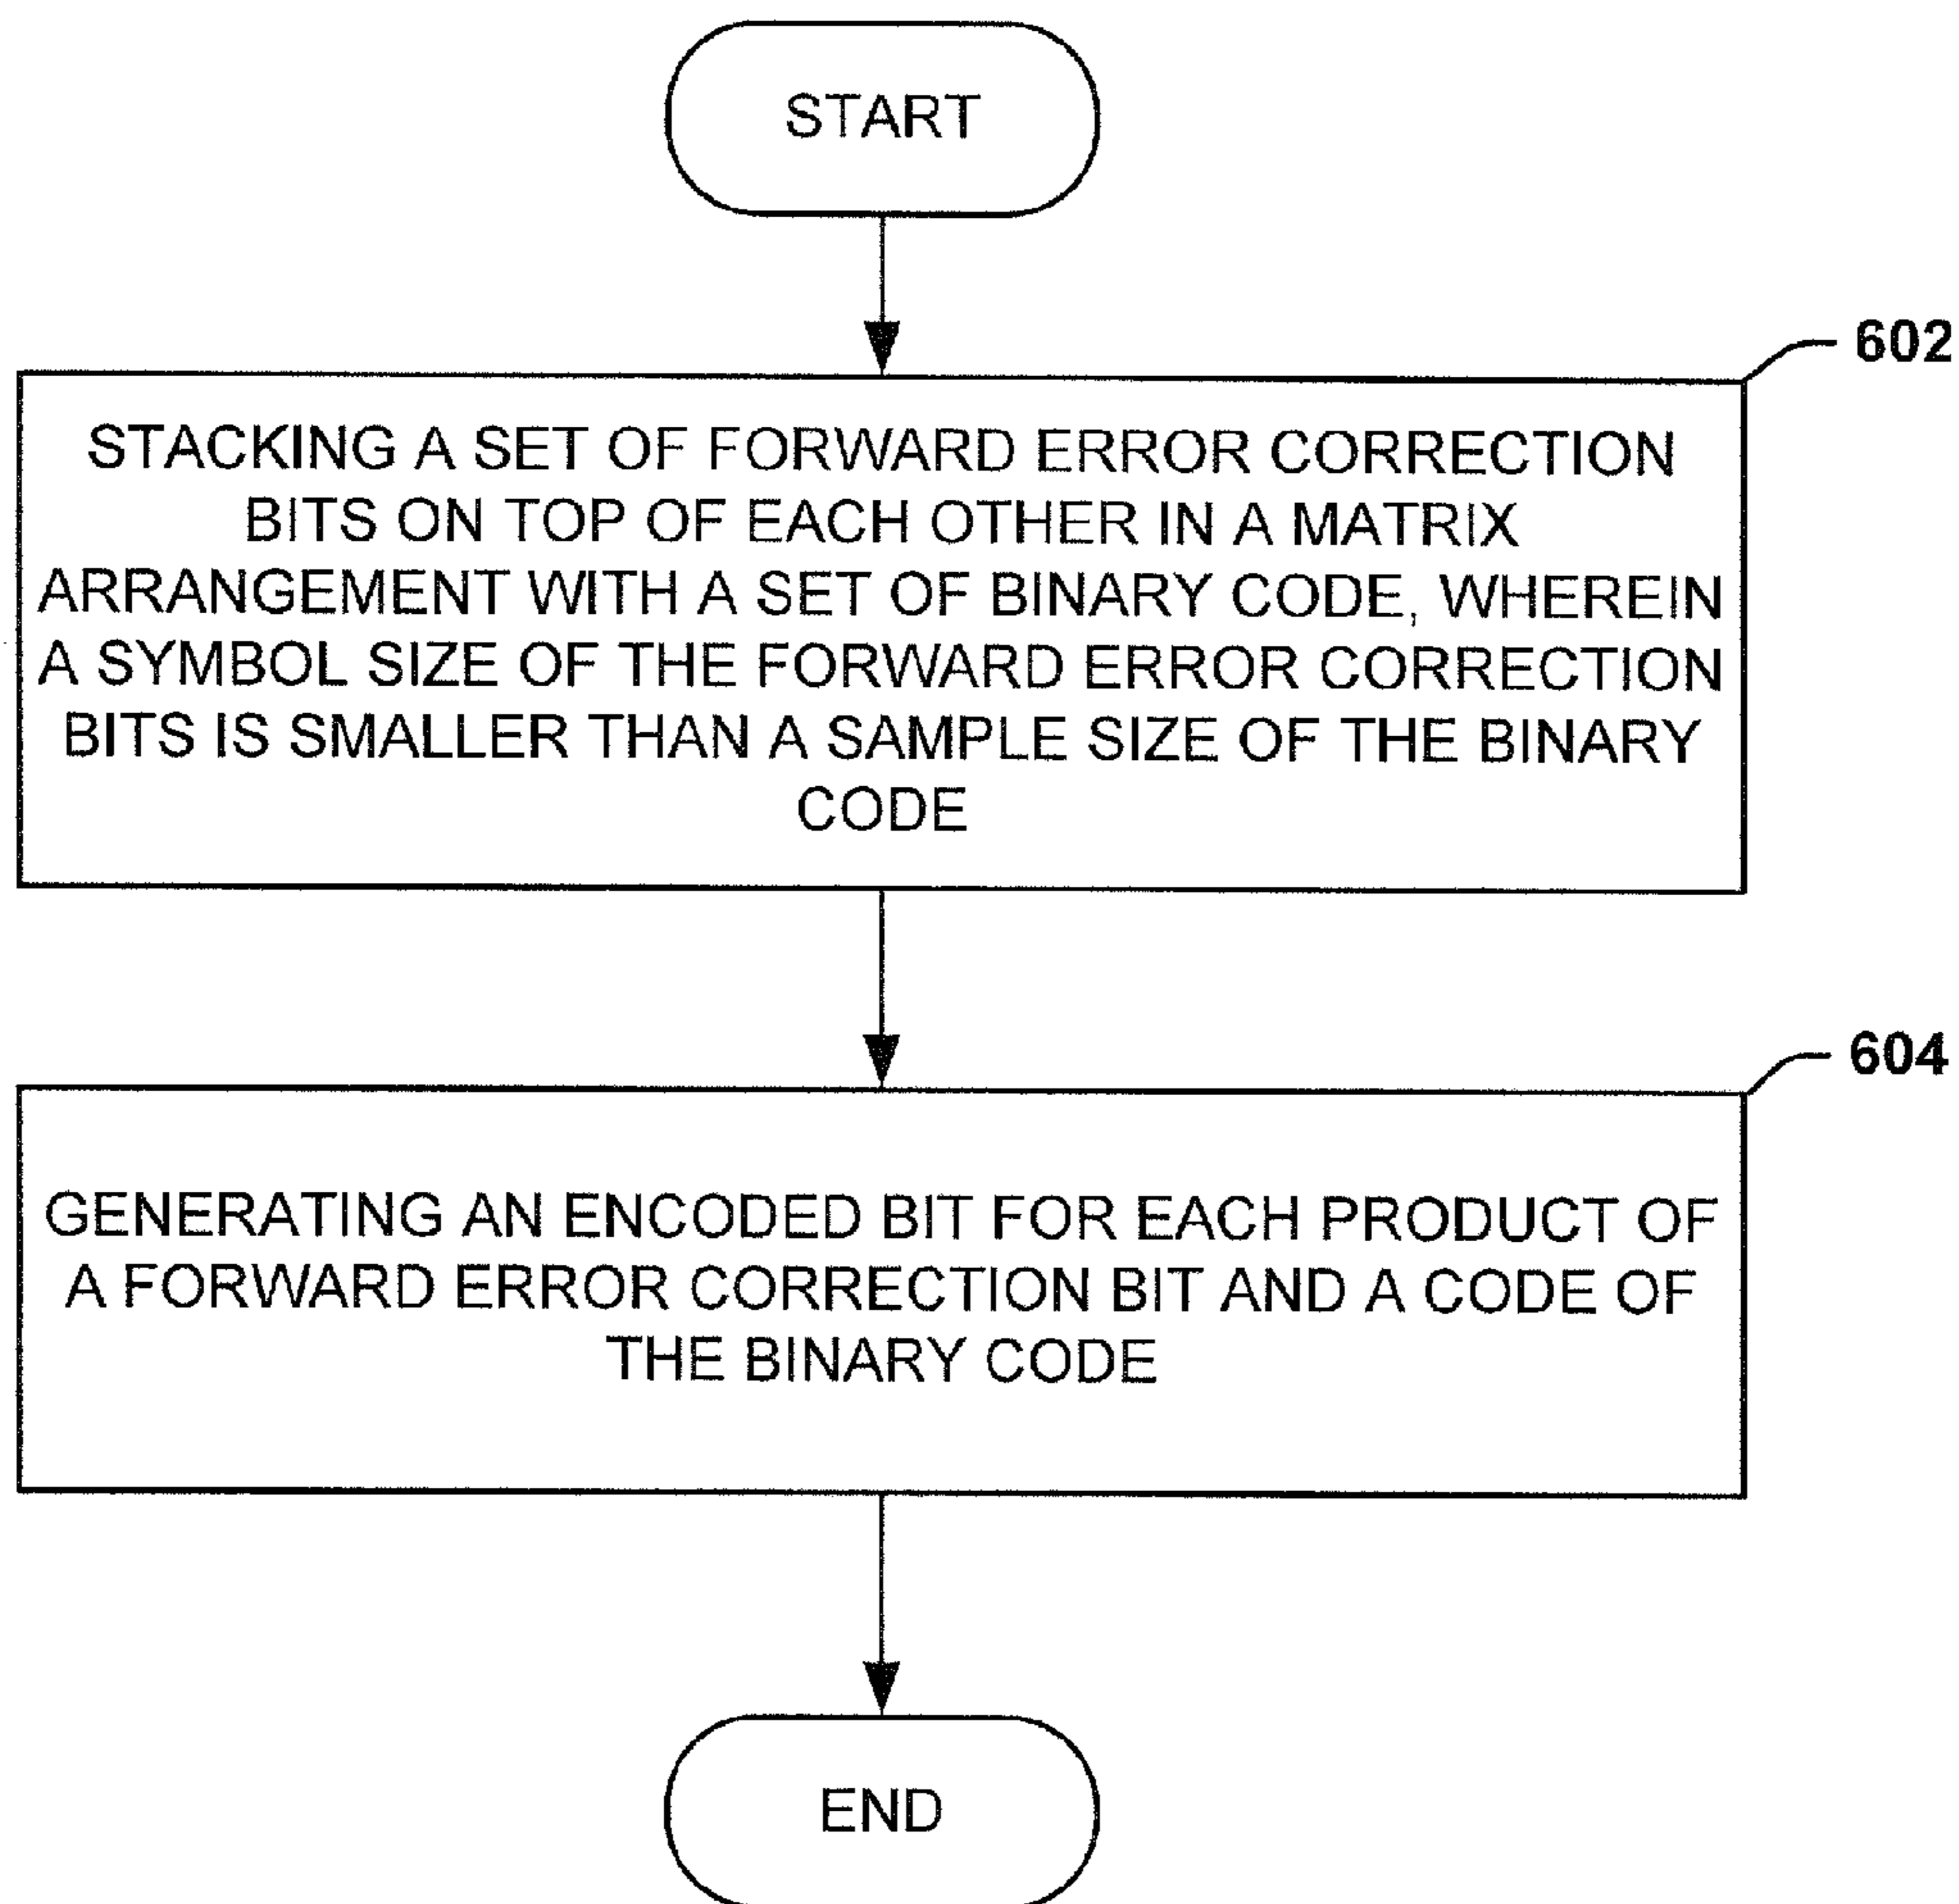 START
602
STACKING A SET OF FORWARD ERROR CORRECTION
BITS ON TOP OF EACH OTHER IN A MATRIX
ARRANGEMENT WITH A SET OF BINARY CODE, WHEREIN
A SYMBOL SIZE OF THE FORWARD ERROR CORRECTION
BITS IS SMALLER THAN A SAMPLE SIZE OF THE BINARY
CODE
604
GENERATING AN ENCODED BIT FOR EACH PRODUCT OF
A FORWARD ERROR CORRECTION BIT AND A CODE OF
THE BINARY CODE
END